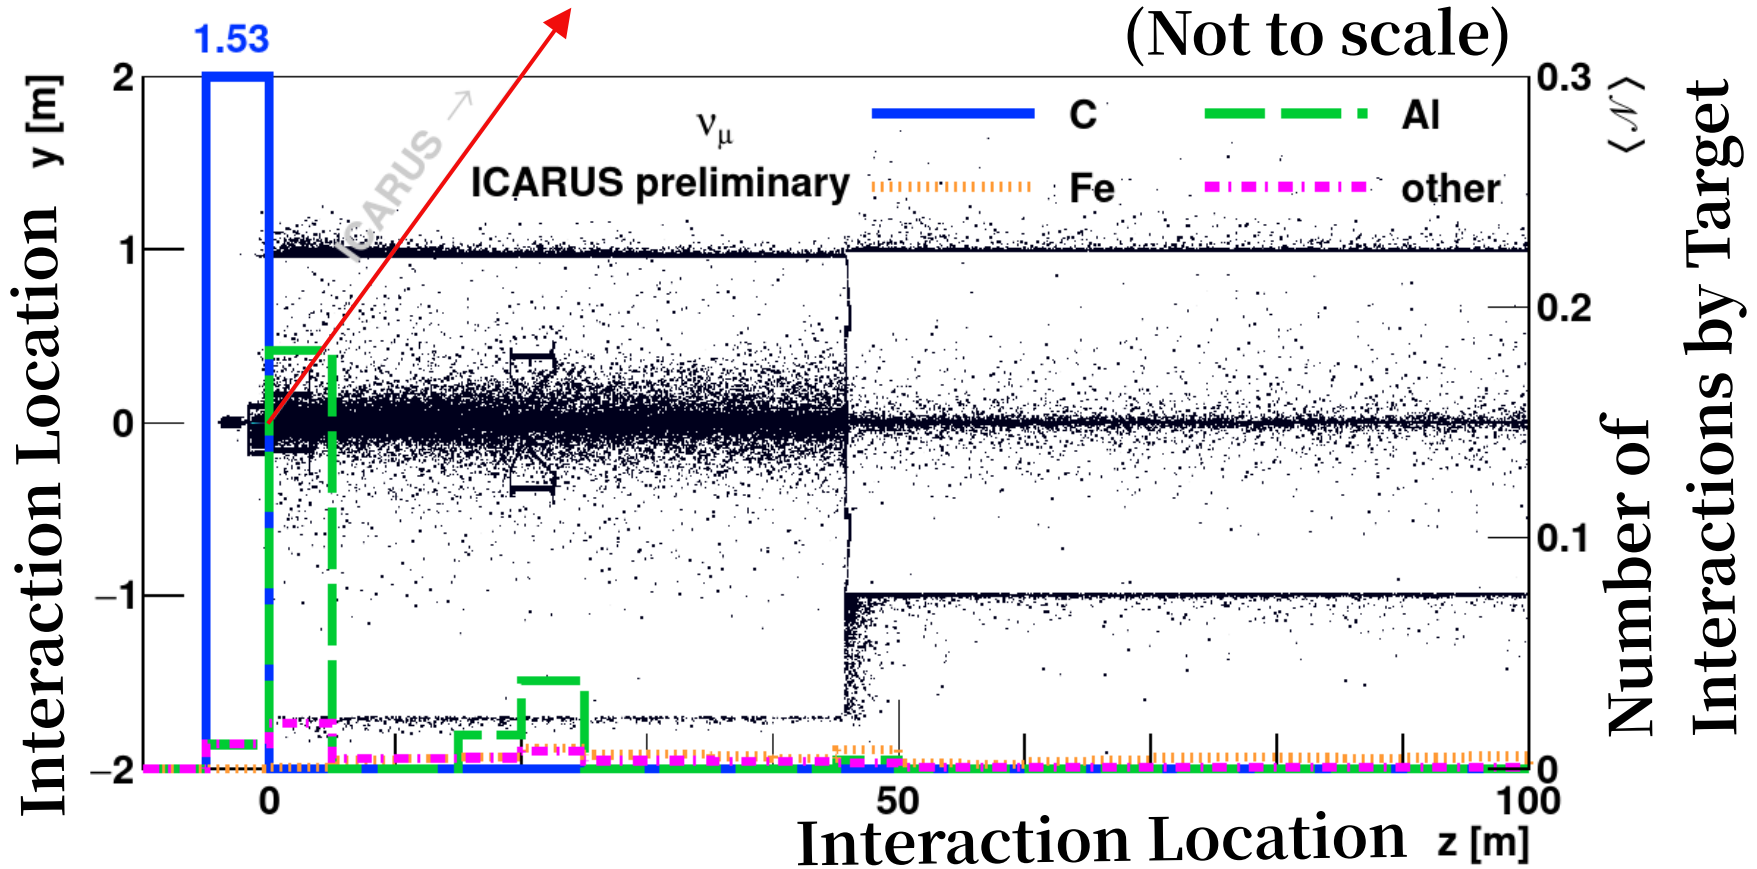 (Not to scale)
1.53
2
1
0
−1
−2
y [m]
Interaction Location
ICARUS →
νμ
ICARUS preliminary
C
Al
Fe
other
0.3
0.2
0.1
0
⟨𝒩⟩
Number of
Interactions by Target
0
50
100
Interaction Location z [m]